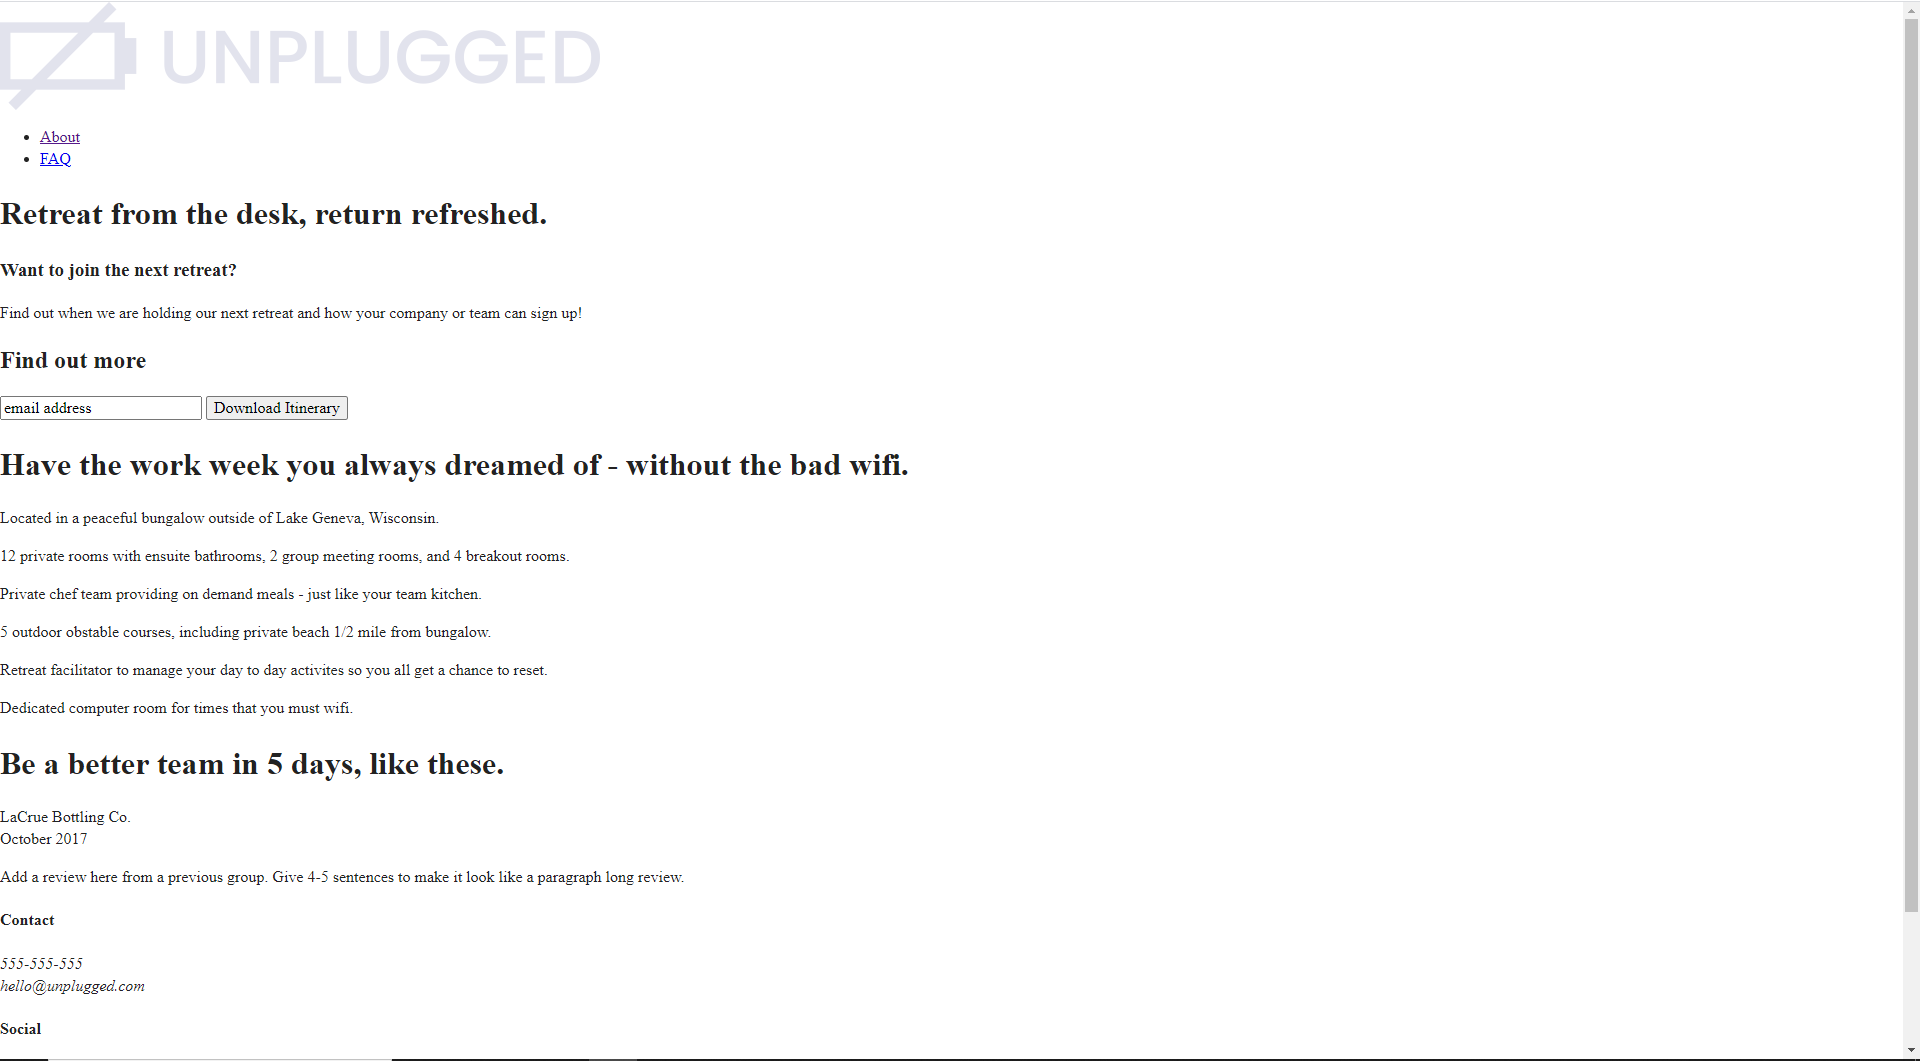 UNPLUGGED
About
FAQ
Retreat from the desk, return refreshed.
Want to join the next retreat?
Find out when we are holding our next retreat and how your company or team can sign up!
Find out more
email address Download Itinerary
Have the work week you always dreamed of - without the bad wifi.
Located in a peaceful bungalow outside of Lake Geneva, Wisconsin.
12 private rooms with ensuite bathrooms, 2 group meeting rooms, and 4 breakout rooms.
Private chef team providing on demand meals - just like your team kitchen.
5 outdoor obstable courses, including private beach 1/2 mile from bungalow.
Retreat facilitator to manage your day to day activites so you all get a chance to reset.
Dedicated computer room for times that you must wifi.
Be a better team in 5 days, like these.
LaCrue Bottling Co.
October 2017
Add a review here from a previous group. Give 4-5 sentences to make it look like a paragraph long review.
Contact
555-555-555
hello@unplugged.com
Social